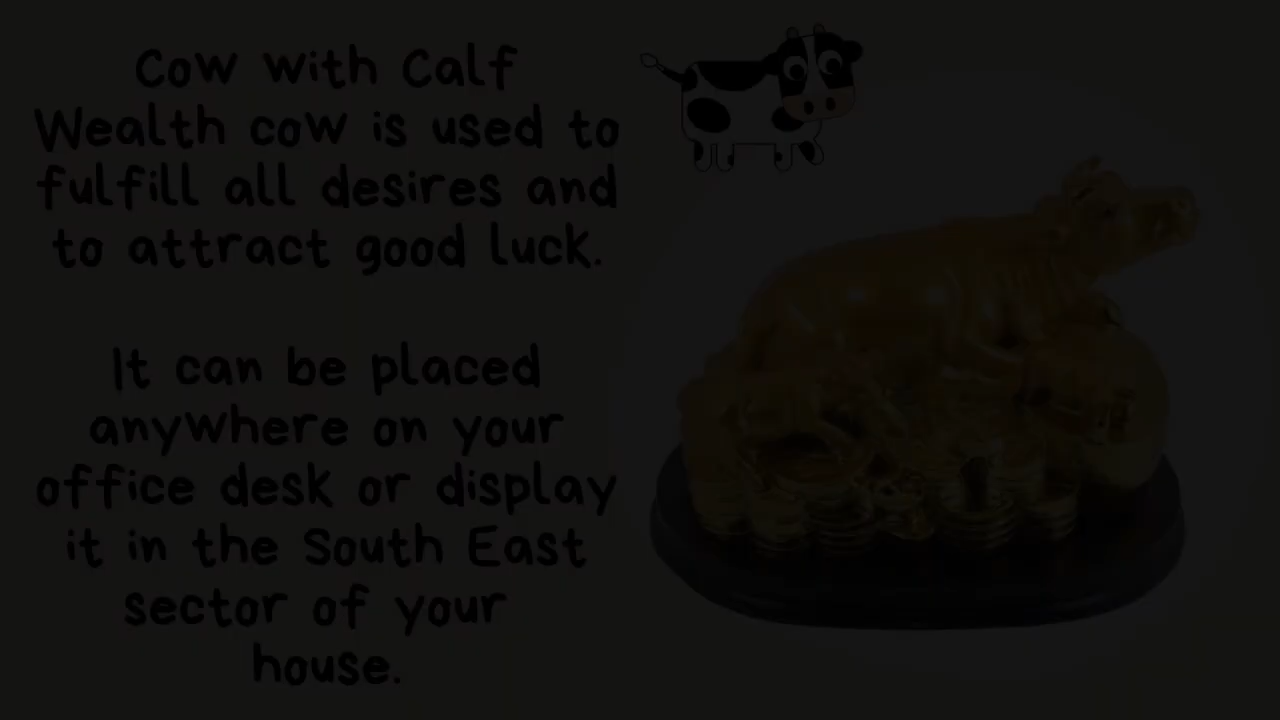 Cow with Calf
Wealth cow is used to
fulfill all desires and
to attract good luck.
It can be placed
anywhere on your
office desk or display
it in the South East
sector of your
house.